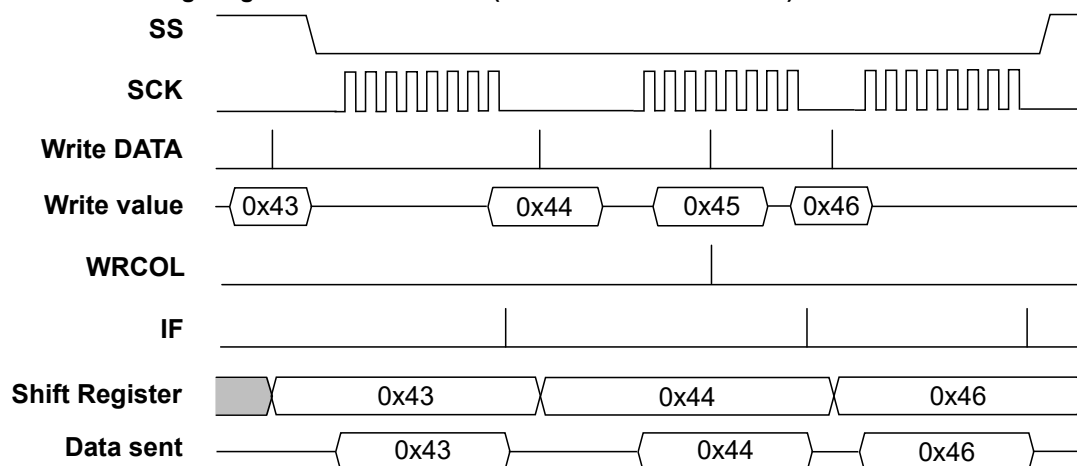 SS
SCK
Write DATA
Write value 0x43 0x44 0x45 0x46
WRCOL
IF
Shift Register 0x43 0x44 0x46
Data sent 0x43 0x44 0x46